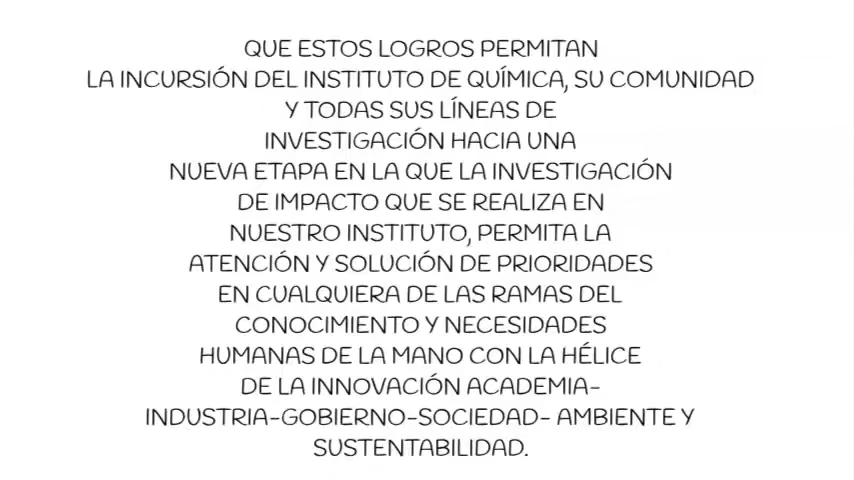 QUE ESTOS LOGROS PERMITAN
LA INCURSIÓN DEL INSTITUTO DE QUÍMICA, SU COMUNIDAD
Y TODAS SUS LÍNEAS DE
INVESTIGACIÓN HACIA UNA
NUEVA ETAPA EN LA QUE LA INVESTIGACIÓN
DE IMPACTO QUE SE REALIZA EN
NUESTRO INSTITUTO, PERMITA LA
ATENCIÓN Y SOLUCIÓN DE PRIORIDADES
EN CUALQUIERA DE LAS RAMAS DEL
CONOCIMIENTO Y NECESIDADES
HUMANAS DE LA MANO CON LA HÉLICE
DE LA INNOVACIÓN ACADEMIA-
INDUSTRIA-GOBIERNO-SOCIEDAD- AMBIENTE Y
SUSTENTABILIDAD.